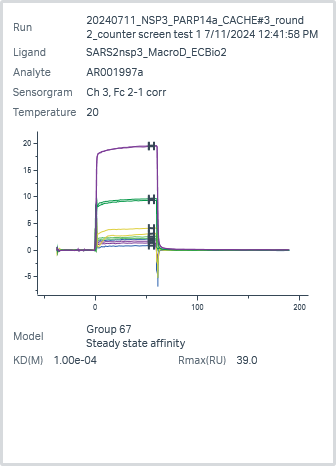 Run 20240711_NSP3_PARP14a_CACHE#3_round
2_counter screen test 1 7/11/2024 12:41:58 PM
Ligand SARS2nsp3_MacroD_ECBio2
Analyte AR001997a
Sensorgram Ch 3, Fc 2-1 corr
Temperature 20
20
15
10
5
0
-5
0 100 200
Model Group 67
Steady state affinity
KD(M) 1.00e-04 Rmax(RU) 39.0